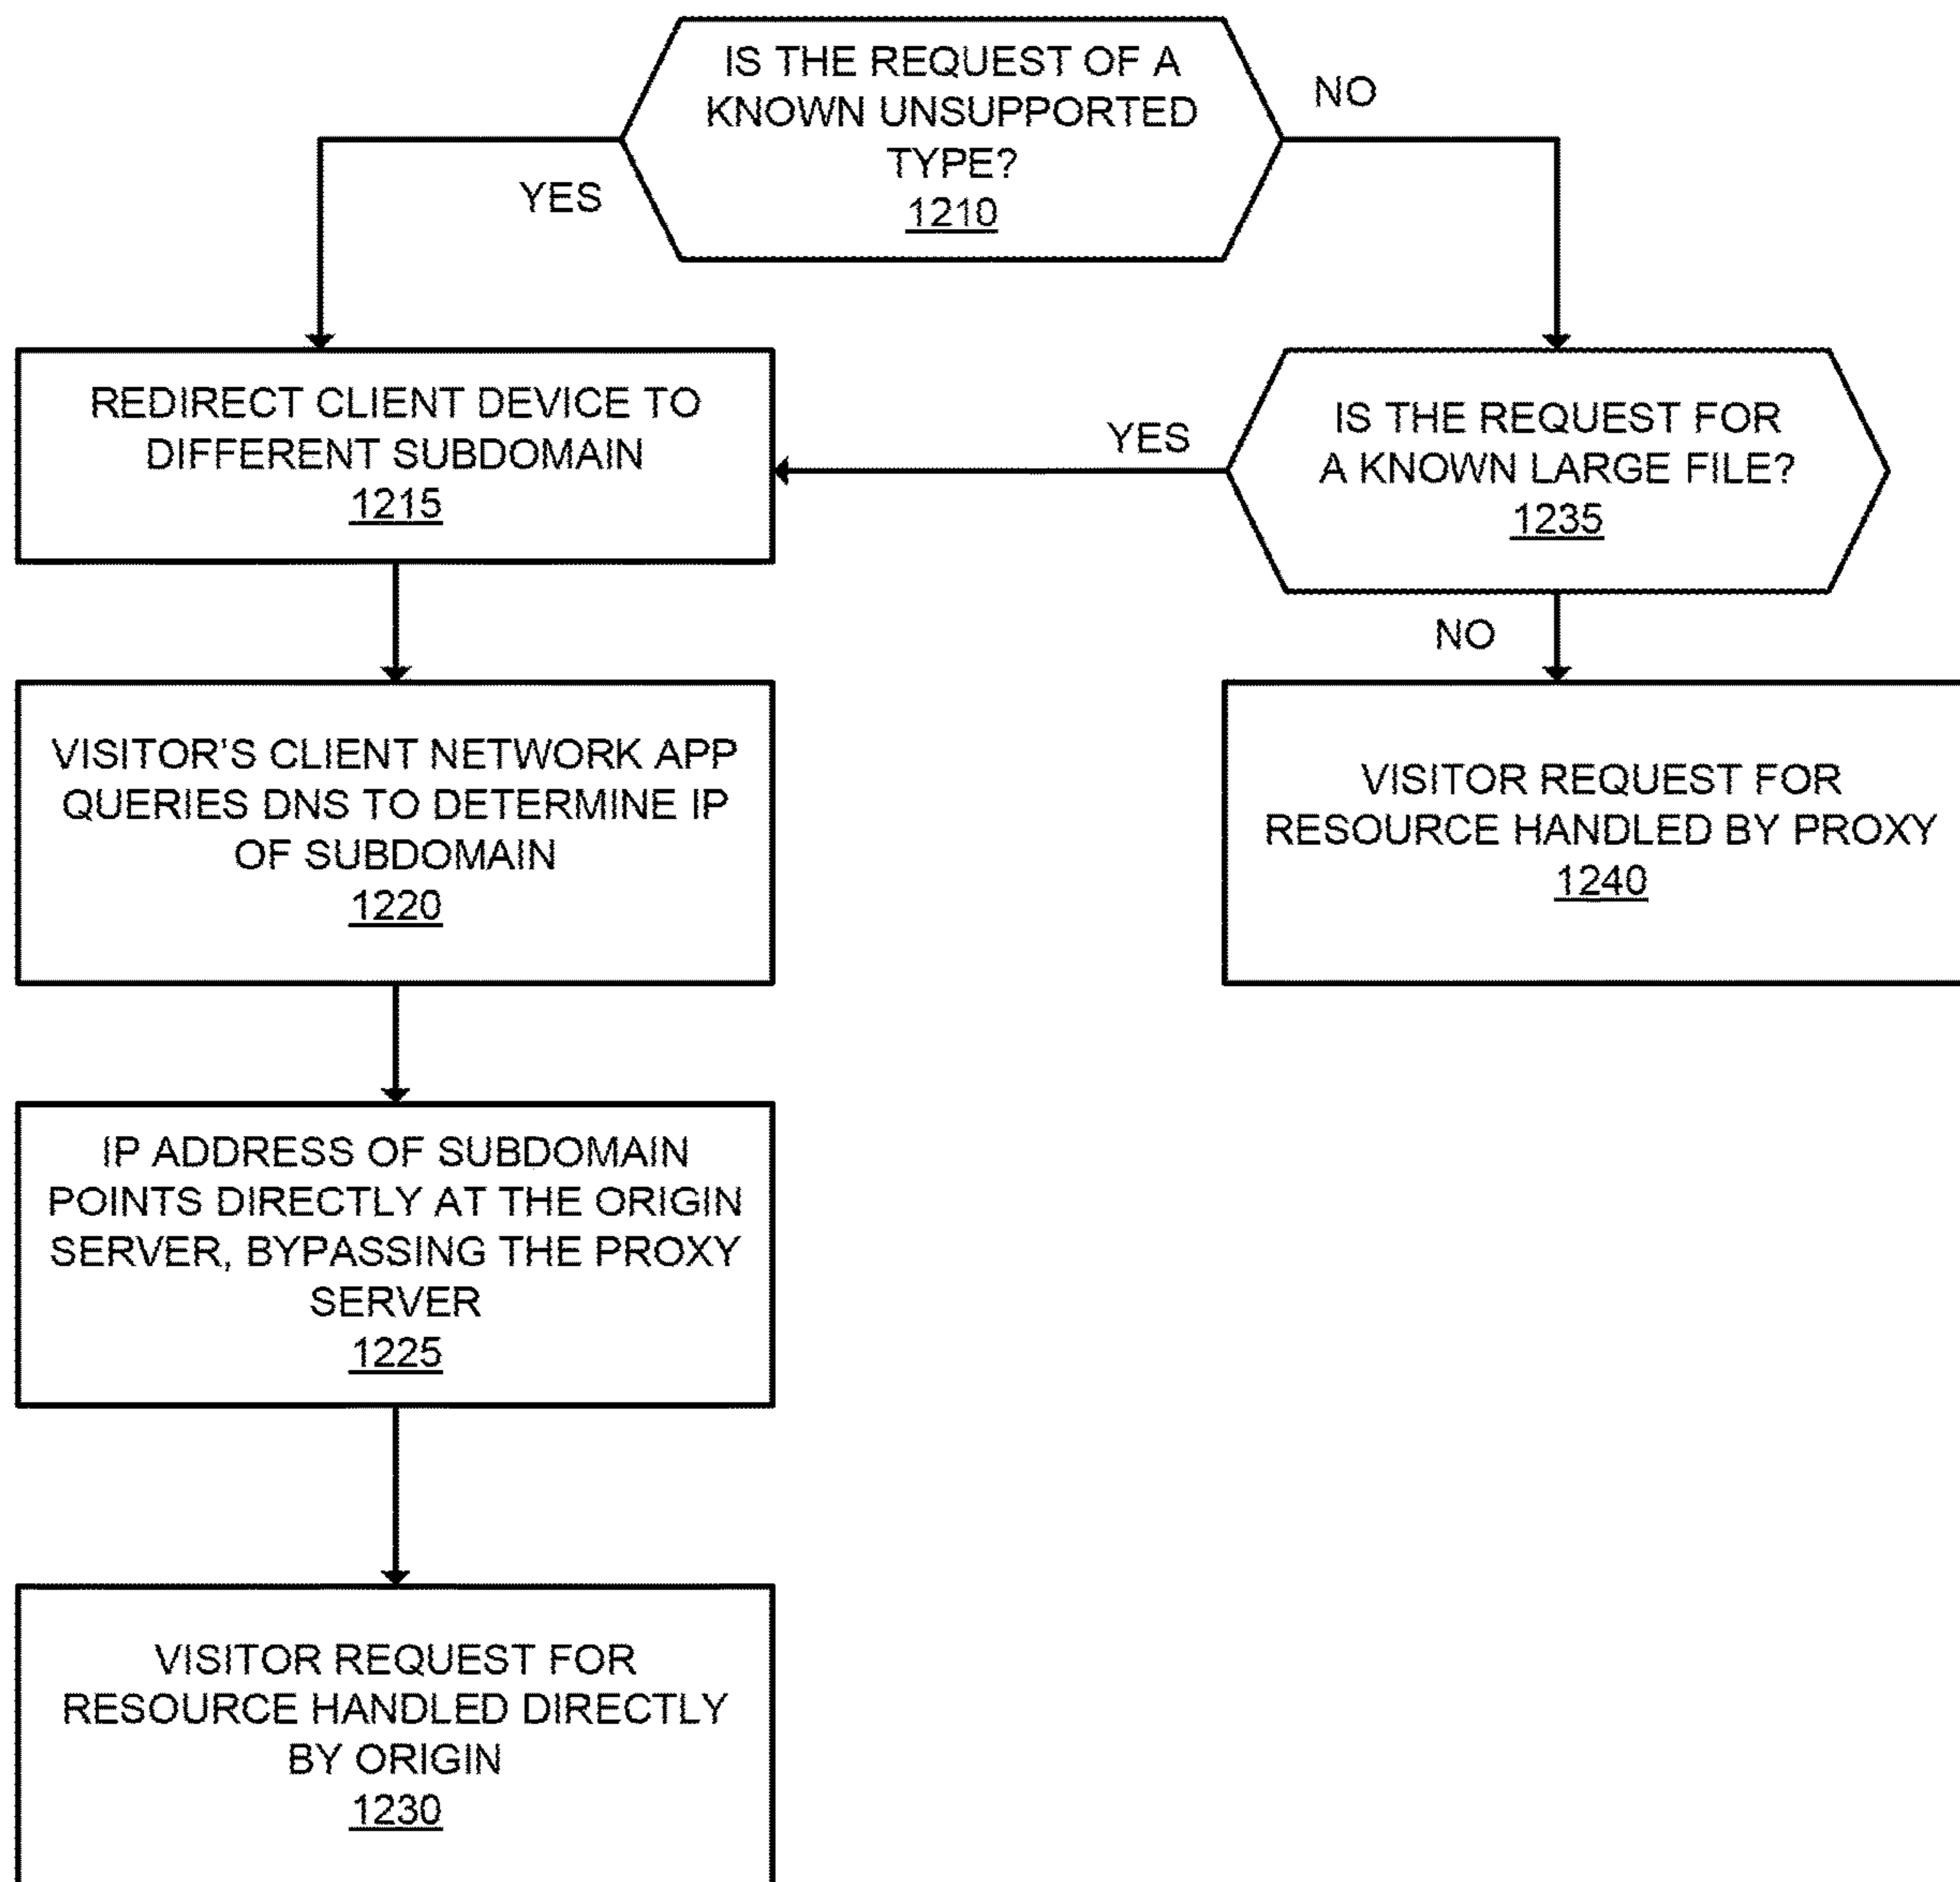 IS THE REQUEST OF A
KNOWN UNSUPPORTED
TYPE?
1210
NO
YES
REDIRECT CLIENT DEVICE TO
DIFFERENT SUBDOMAIN
1215
YES
IS THE REQUEST FOR
A KNOWN LARGE FILE?
1235
NO
VISITOR'S CLIENT NETWORK APP
QUERIES DNS TO DETERMINE IP
OF SUBDOMAIN
1220
VISITOR REQUEST FOR
RESOURCE HANDLED BY PROXY
1240
IP ADDRESS OF SUBDOMAIN
POINTS DIRECTLY AT THE ORIGIN
SERVER, BYPASSING THE PROXY
SERVER
1225
VISITOR REQUEST FOR
RESOURCE HANDLED DIRECTLY
BY ORIGIN
1230